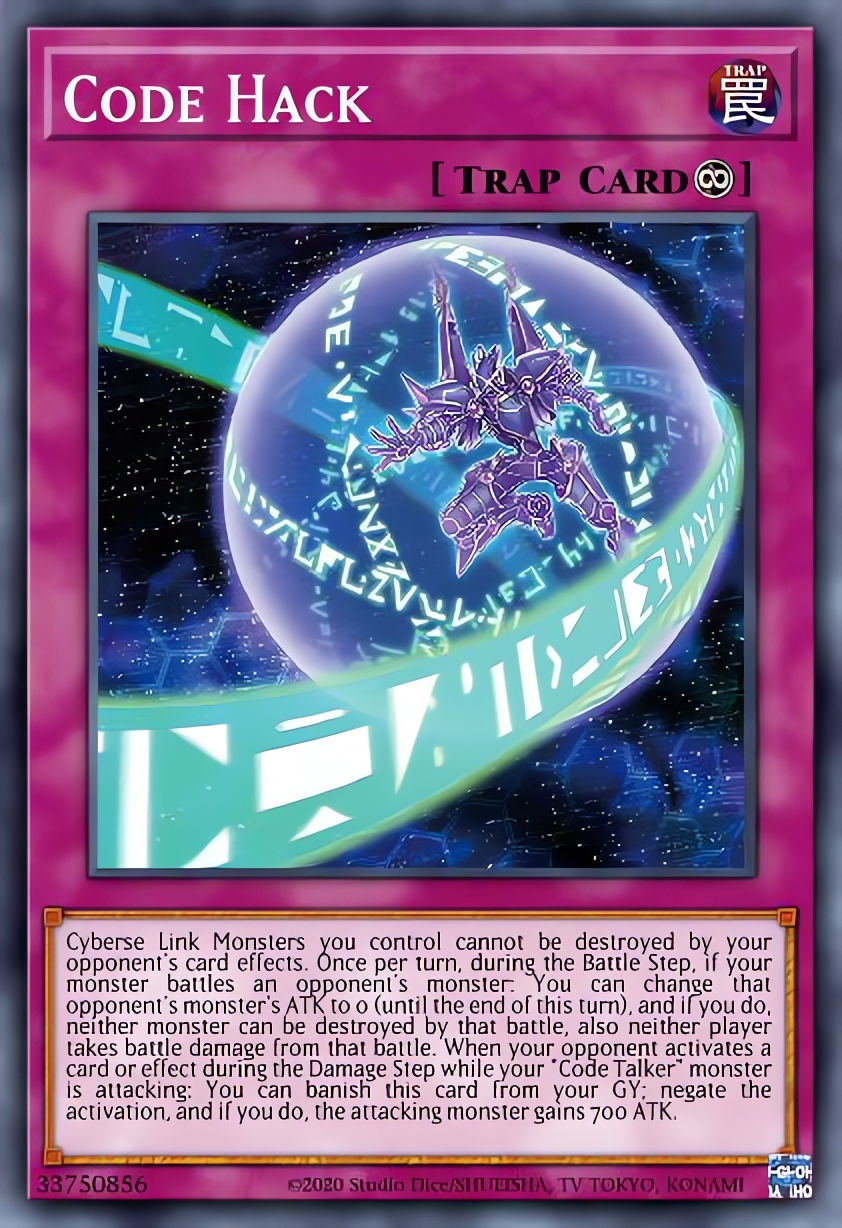 Code Hack
TRAP
罠
[ Trap Card ]
Cyberse Link Monsters you control cannot be destroyed by your
opponent's card effects. Once per turn, during the Battle Step, if your
monster battles an opponent's monster: You can change that
opponent's monster's ATK to 0 (until the end of this turn), and if you do,
neither monster can be destroyed by that battle, also neither player
takes battle damage from that battle. When your opponent activates a
card or effect during the Damage Step while your "Code Talker" monster
is attacking: You can banish this card from your GY; negate the
activation, and if you do, the attacking monster gains 700 ATK.
33750856
©2020 Studio Dice/SHUEISHA, TV TOKYO, KONAMI